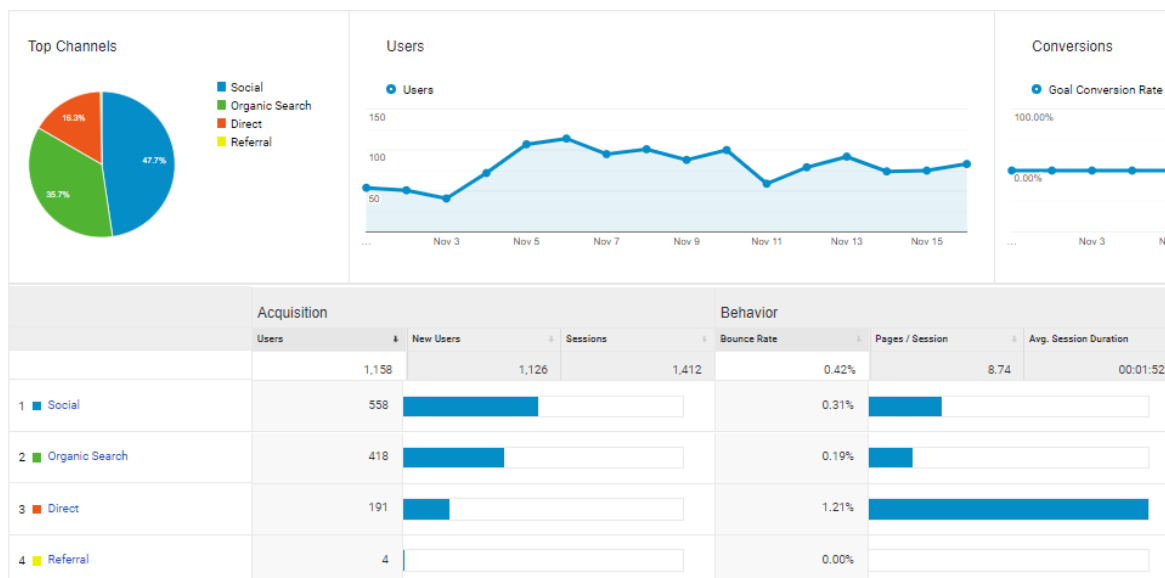 Top Channels
Social
Organic Search
Direct
Referral
16.3%
47.7%
35.7%
Users
Users
150
100
50
...
Nov 3
Nov 5
Nov 7
Nov 9
Nov 11
Nov 13
Nov 15
Conversions
Goal Conversion Rate
100.00%
0.00%
...
Nov 3
N
Acquisition
Behavior
Users
New Users
Sessions
Bounce Rate
Pages / Session
Avg. Session Duration
1,158
1,126
1,412
0.42%
8.74
00:01:52
1 Social 558 0.31%
2 Organic Search 418 0.19%
3 Direct 191 1.21%
4 Referral 4 0.00%